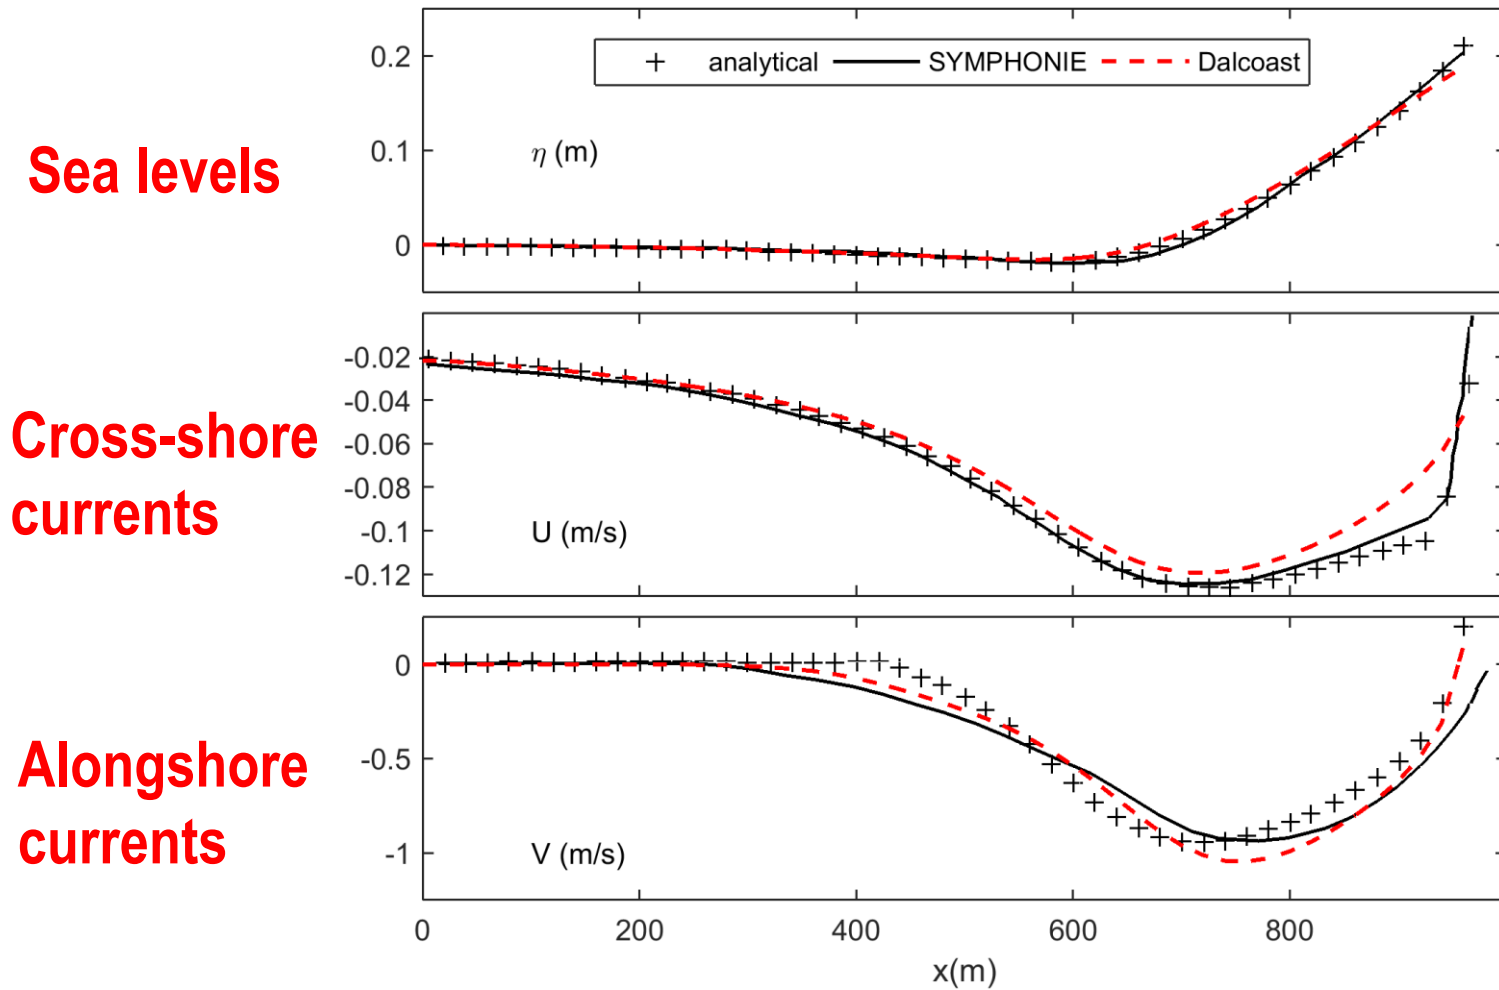 analytical SYMPHONIE Dalcoast
0.2
0.1
0
η (m)
Sea levels
-0.02
-0.04
-0.06
-0.08
-0.1
-0.12
U (m/s)
Cross-shore
currents
0
-0.5
-1
V (m/s)
Alongshore
currents
0 200 400 600 800
x(m)